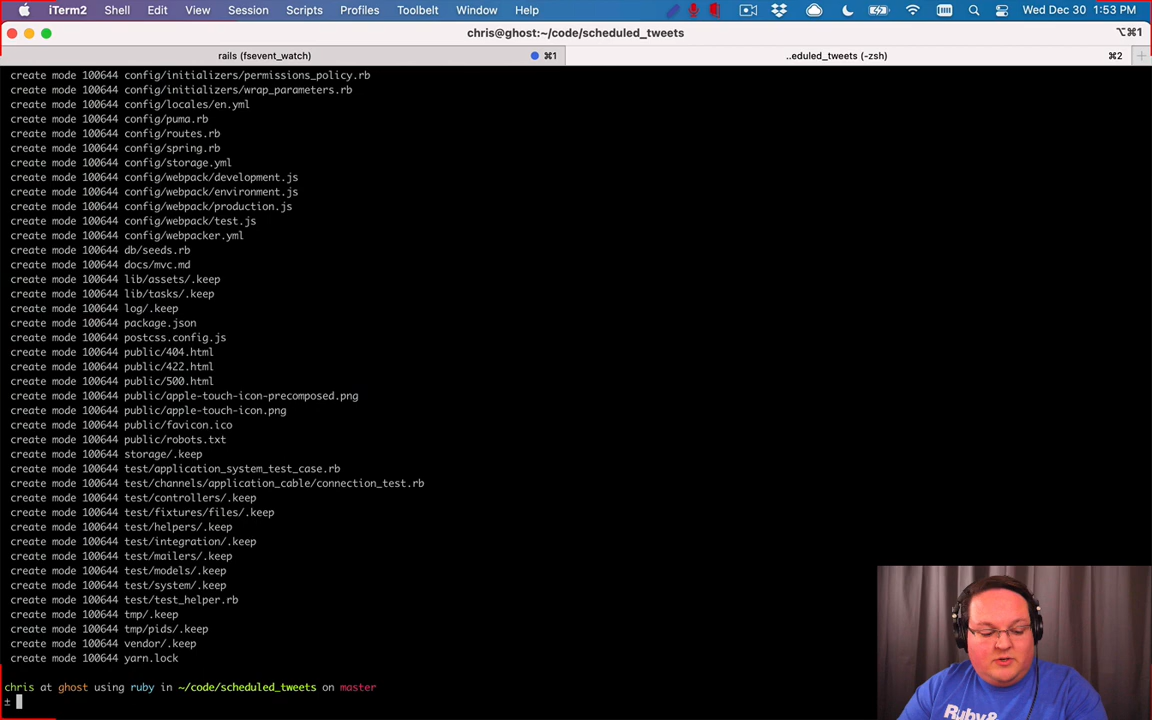 iTerm2 Shell Edit View Session Scripts Profiles Toolbelt Window Help Wed Dec 30 1:53 PM
chris@ghost:~/code/scheduled_tweets ⌥⌘1
rails (fsevent_watch) ⌘1 ..eduled_tweets (-zsh) ⌘2 +
create mode 100644 config/initializers/permissions_policy.rb
create mode 100644 config/initializers/wrap_parameters.rb
create mode 100644 config/locales/en.yml
create mode 100644 config/puma.rb
create mode 100644 config/routes.rb
create mode 100644 config/spring.rb
create mode 100644 config/storage.yml
create mode 100644 config/webpack/development.js
create mode 100644 config/webpack/environment.js
create mode 100644 config/webpack/production.js
create mode 100644 config/webpack/test.js
create mode 100644 config/webpacker.yml
create mode 100644 db/seeds.rb
create mode 100644 docs/mvc.md
create mode 100644 lib/assets/.keep
create mode 100644 lib/tasks/.keep
create mode 100644 log/.keep
create mode 100644 package.json
create mode 100644 postcss.config.js
create mode 100644 public/404.html
create mode 100644 public/422.html
create mode 100644 public/500.html
create mode 100644 public/apple-touch-icon-precomposed.png
create mode 100644 public/apple-touch-icon.png
create mode 100644 public/favicon.ico
create mode 100644 public/robots.txt
create mode 100644 storage/.keep
create mode 100644 test/application_system_test_case.rb
create mode 100644 test/channels/application_cable/connection_test.rb
create mode 100644 test/controllers/.keep
create mode 100644 test/fixtures/files/.keep
create mode 100644 test/helpers/.keep
create mode 100644 test/integration/.keep
create mode 100644 test/mailers/.keep
create mode 100644 test/models/.keep
create mode 100644 test/system/.keep
create mode 100644 test/test_helper.rb
create mode 100644 tmp/.keep
create mode 100644 tmp/pids/.keep
create mode 100644 vendor/.keep
create mode 100644 yarn.lock
chris at ghost using ruby in ~/code/scheduled_tweets on master
±
Ruby&